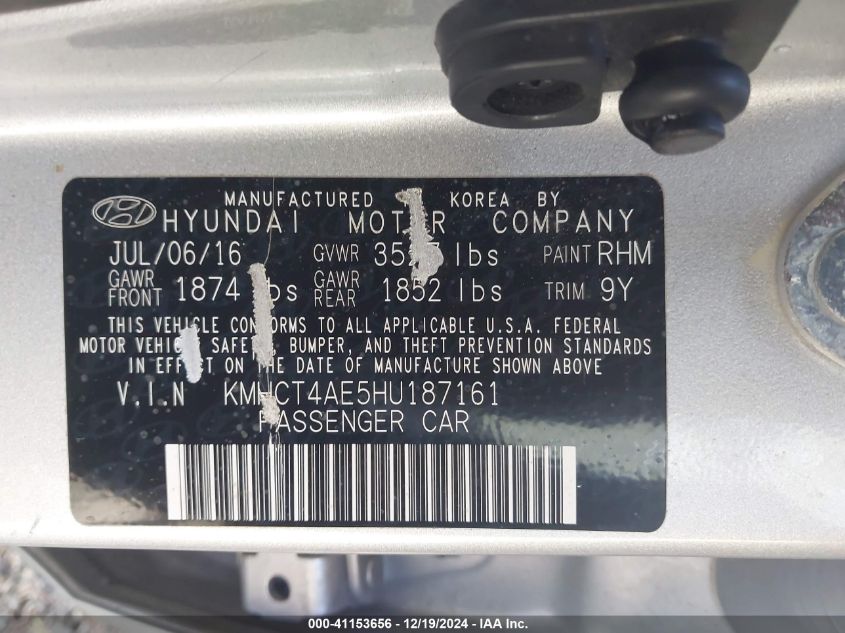 MANUFACTURED KOREA BY
HYUNDAI MOTOR COMPANY
JUL/06/16 GVWR lbs PAINT RHM
GAWR FRONT 1874 lbs GAWR REAR 1852 lbs TRIM 9Y
THIS VEHICLE CONFORMS TO ALL APPLICABLE U.S.A. FEDERAL
MOTOR VEHICLE SAFETY, BUMPER, AND THEFT PREVENTION STANDARDS
IN EFFECT ON THE DATE OF MANUFACTURE SHOWN ABOVE
V.I.N KMHCT4AE5HU187161
PASSENGER CAR
000-41153656 - 12/19/2024 - IAA Inc.